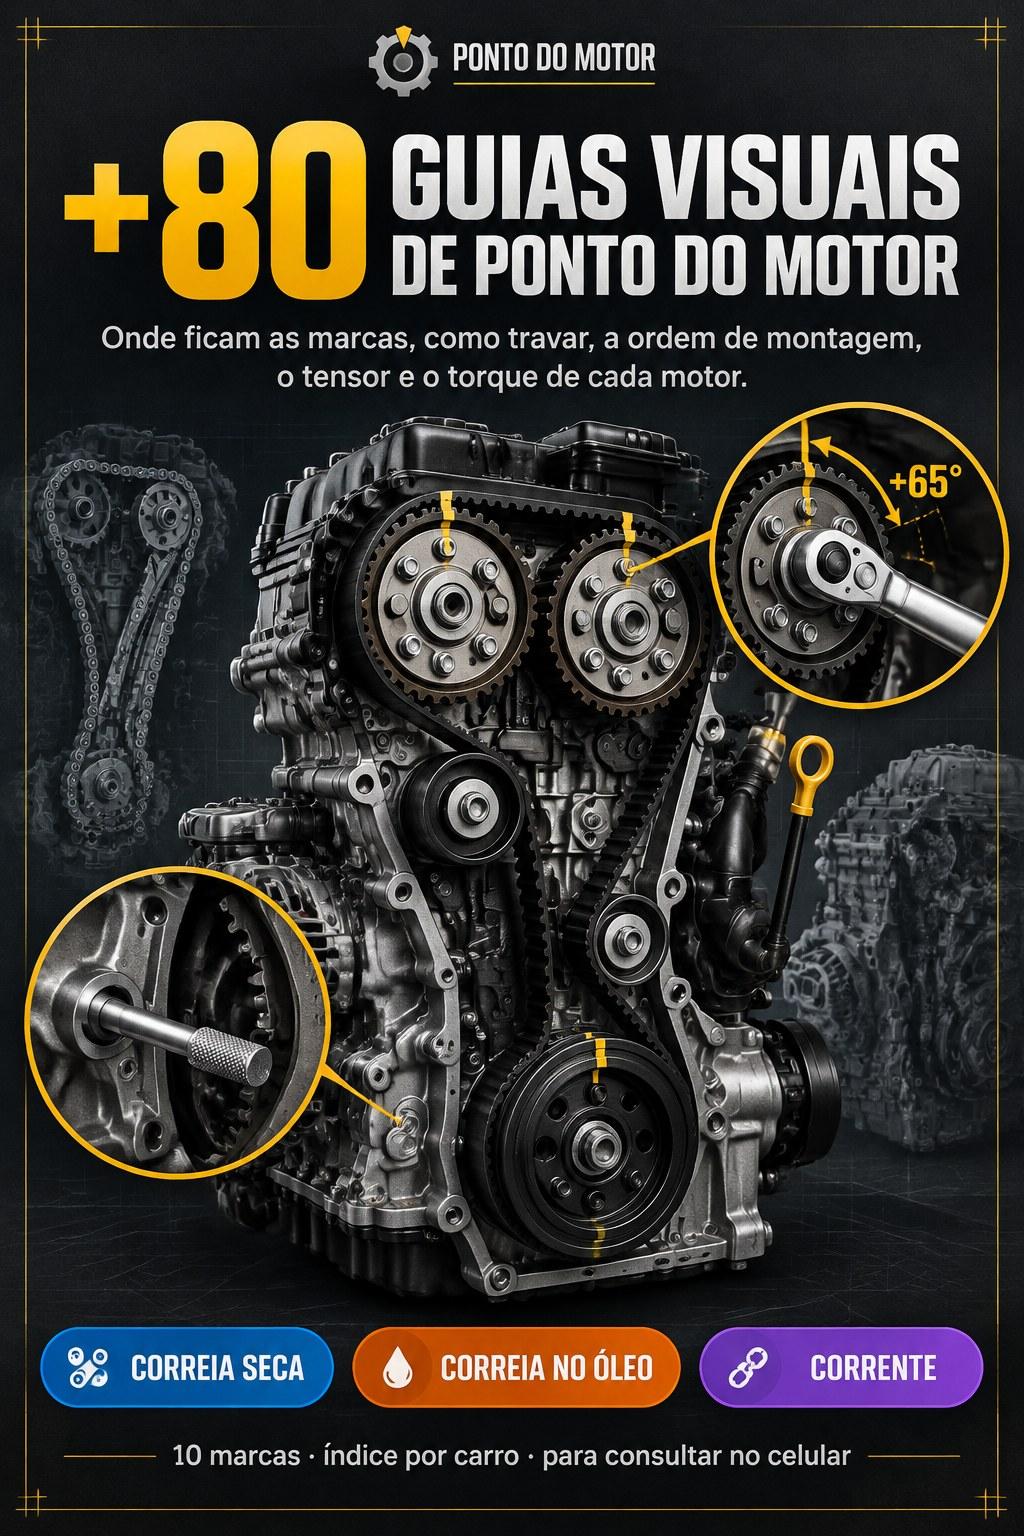 PONTO DO MOTOR
+80 GUIAS VISUAIS
DE PONTO DO MOTOR
Onde ficam as marcas, como travar, a ordem de montagem,
o tensor e o torque de cada motor.
+65°
CORREIA SECA
CORREIA NO ÓLEO
CORRENTE
10 marcas · índice por carro · para consultar no celular